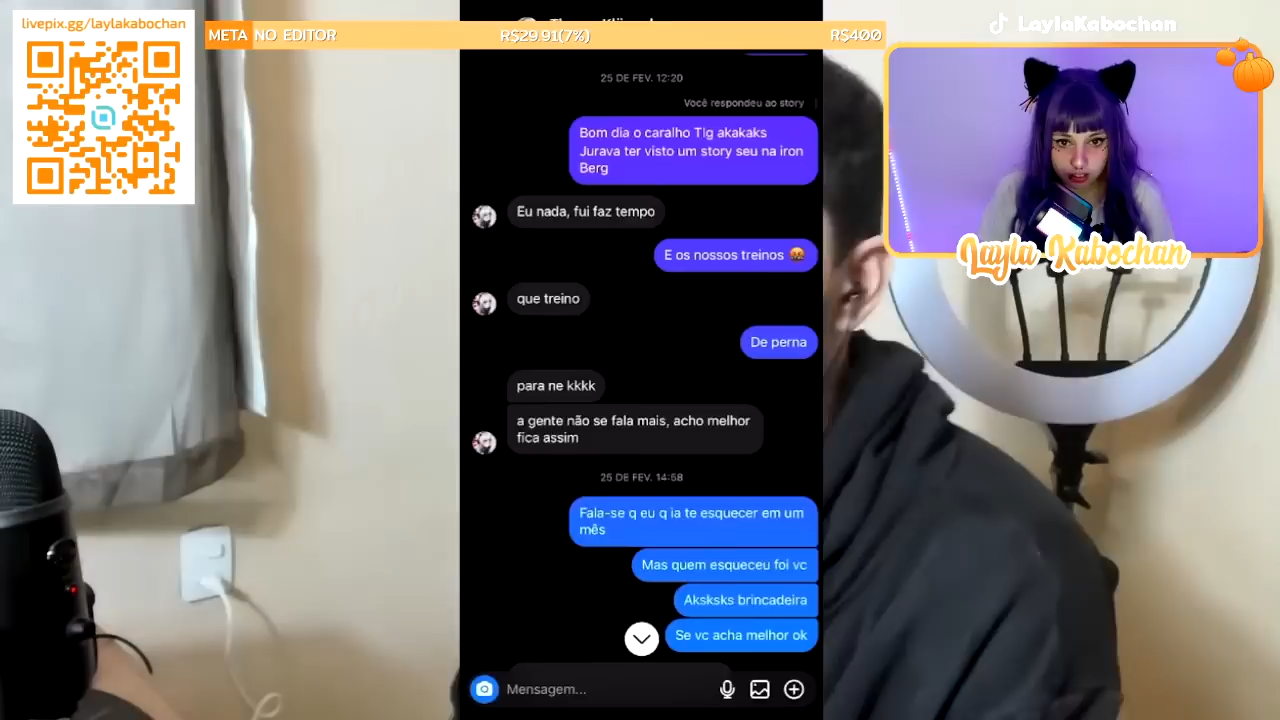 livepix.gg/laylakabochan
META NO EDITOR
R$29.91(7%)
R$400
LaylaKabochan
Layla Kabochan
25 DE FEV. 12:20
Você respondeu ao story
Bom dia o caralho Tlg akakaks
Jurava ter visto um story seu na iron
Berg
Eu nada, fui faz tempo
E os nossos treinos
que treino
De perna
para ne kkkk
a gente não se fala mais, acho melhor
fica assim
25 DE FEV. 14:58
Fala-se q eu q ia te esquecer em um
mês
Mas quem esqueceu foi vc
Aksksks brincadeira
Se vc acha melhor ok
Mensagem...